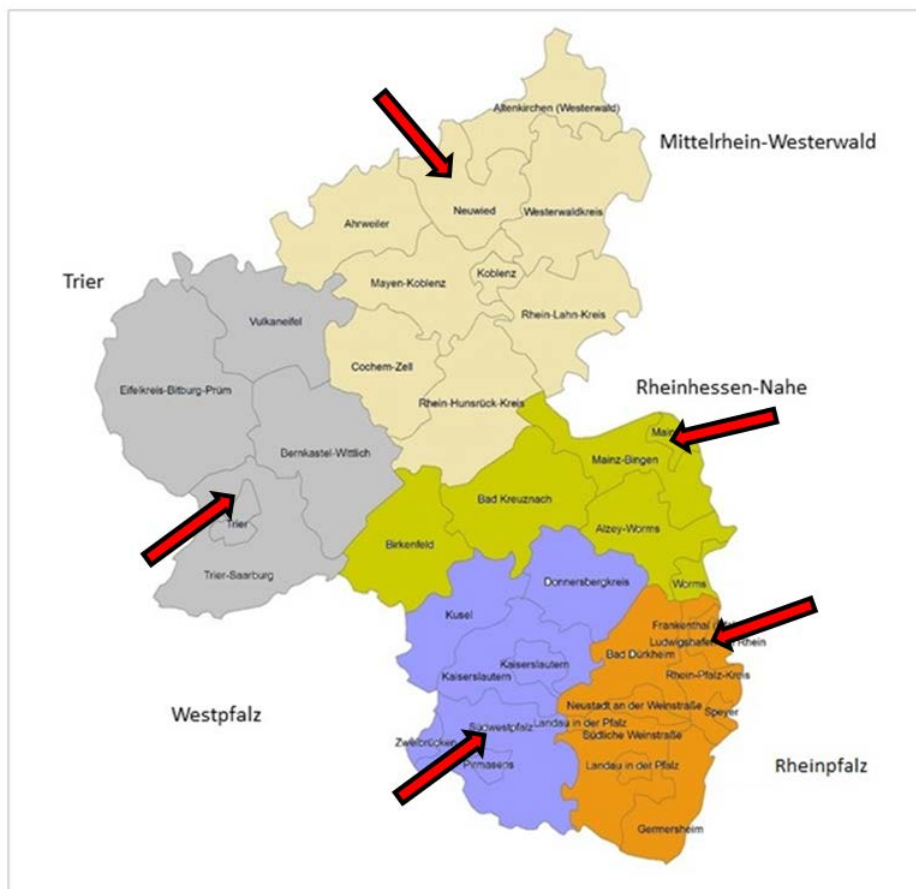 Altenkirchen (Westerwald)
Mittelrhein-Westerwald
Neuwied
Westerwaldkreis
Ahrweiler
Koblenz
Mayen-Koblenz
Trier
Rhein-Lahn-Kreis
Vulkaneifel
Cochem-Zell
Eifelkreis-Bitburg-Prüm
Rheinhessen-Nahe
Rhein-Hunsrück-Kreis
Bernkastel-Wittlich
Mainz-Bingen
Bad Kreuznach
Trier
Alzey-Worms
Birkenfeld
Trier-Saarburg
Donnersbergkreis
Worms
Kusel
Frankenthal
Rhein
Bad Dürkheim
Kaiserslautern
Kaiserslautern
Rhein-Pfalz-Kreis
Neustadt an der Weinstraße
Speyer
Westpfalz
Südwestpfalz
Landau in der Pfalz
Südliche Weinstraße
Zweibrücken
Pirmasens
Landau in der Pfalz
Rheinpfalz
Germersheim